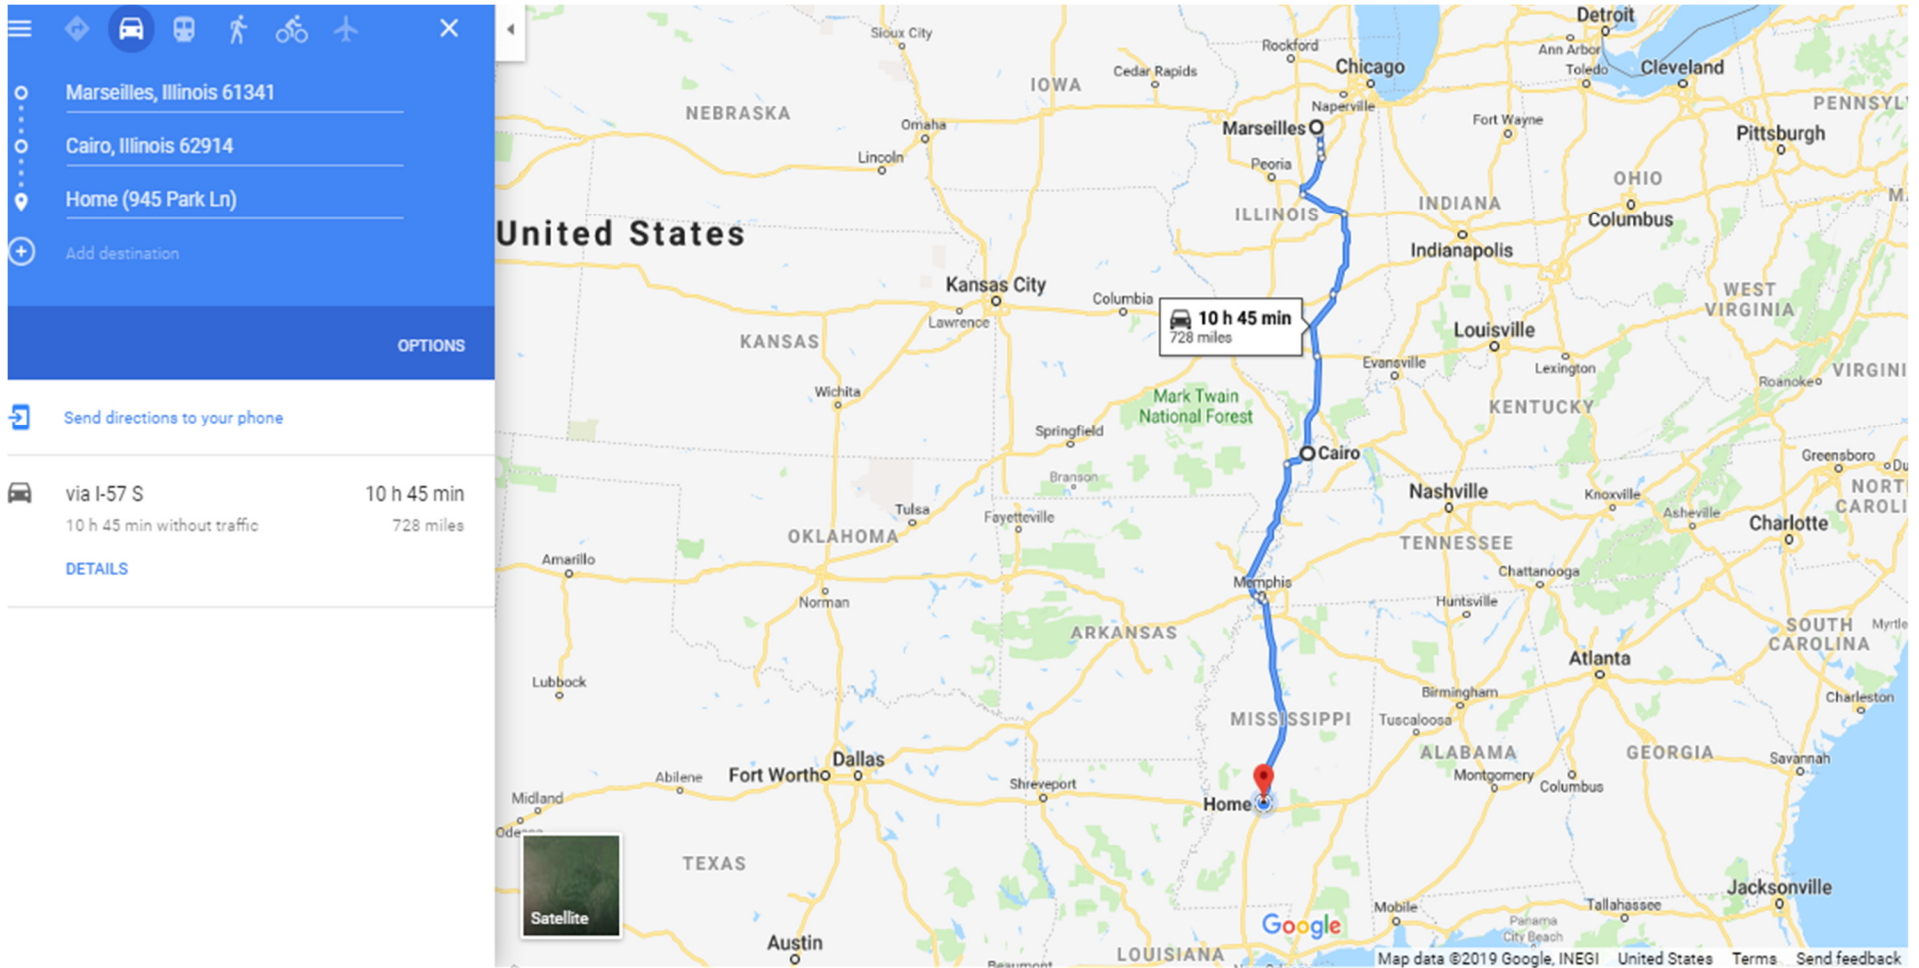 Marseilles, Illinois 61341
Cairo, Illinois 62914
Home (945 Park Ln)
Add destination
OPTIONS
Send directions to your phone
via I-57 S
10 h 45 min
10 h 45 min without traffic
728 miles
DETAILS
Sioux City
Rockford
Detroit
Ann Arbor
Chicago
Toledo
Cleveland
IOWA
Cedar Rapids
NEBRASKA
Naperville
PENNSYL
Omaha
Marseilles
Fort Wayne
Pittsburgh
Lincoln
Peoria
OHIO
ILLINOIS
INDIANA
Columbus
United States
Indianapolis
Kansas City
Columbia
WEST
VIRGINIA
Lawrence
10 h 45 min
728 miles
Louisville
KANSAS
Evansville
Lexington
VIRGINI
Roanoke
Wichita
Mark Twain
National Forest
KENTUCKY
Springfield
Cairo
Greensboro
Du
Branson
Nashville
Knoxville
NORT
CAROLI
Tulsa
Fayetteville
Asheville
Charlotte
OKLAHOMA
TENNESSEE
Amarillo
Chattanooga
Memphis
Norman
Huntsville
ARKANSAS
SOUTH
CAROLINA
Myrtle
Atlanta
Lubbock
Birmingham
Charleston
MISSISSIPPI
Tuscaloosa
ALABAMA
GEORGIA
Dallas
Savannah
Fort Worth
Abilene
Shreveport
Montgomery
Columbus
Midland
Home
TEXAS
Jacksonville
Satellite
Mobile
Tallahassee
Google
Panama
City Beach
Austin
LOUISIANA
Beaumont
Map data ©2019 Google, INEGI
United States
Terms
Send feedback